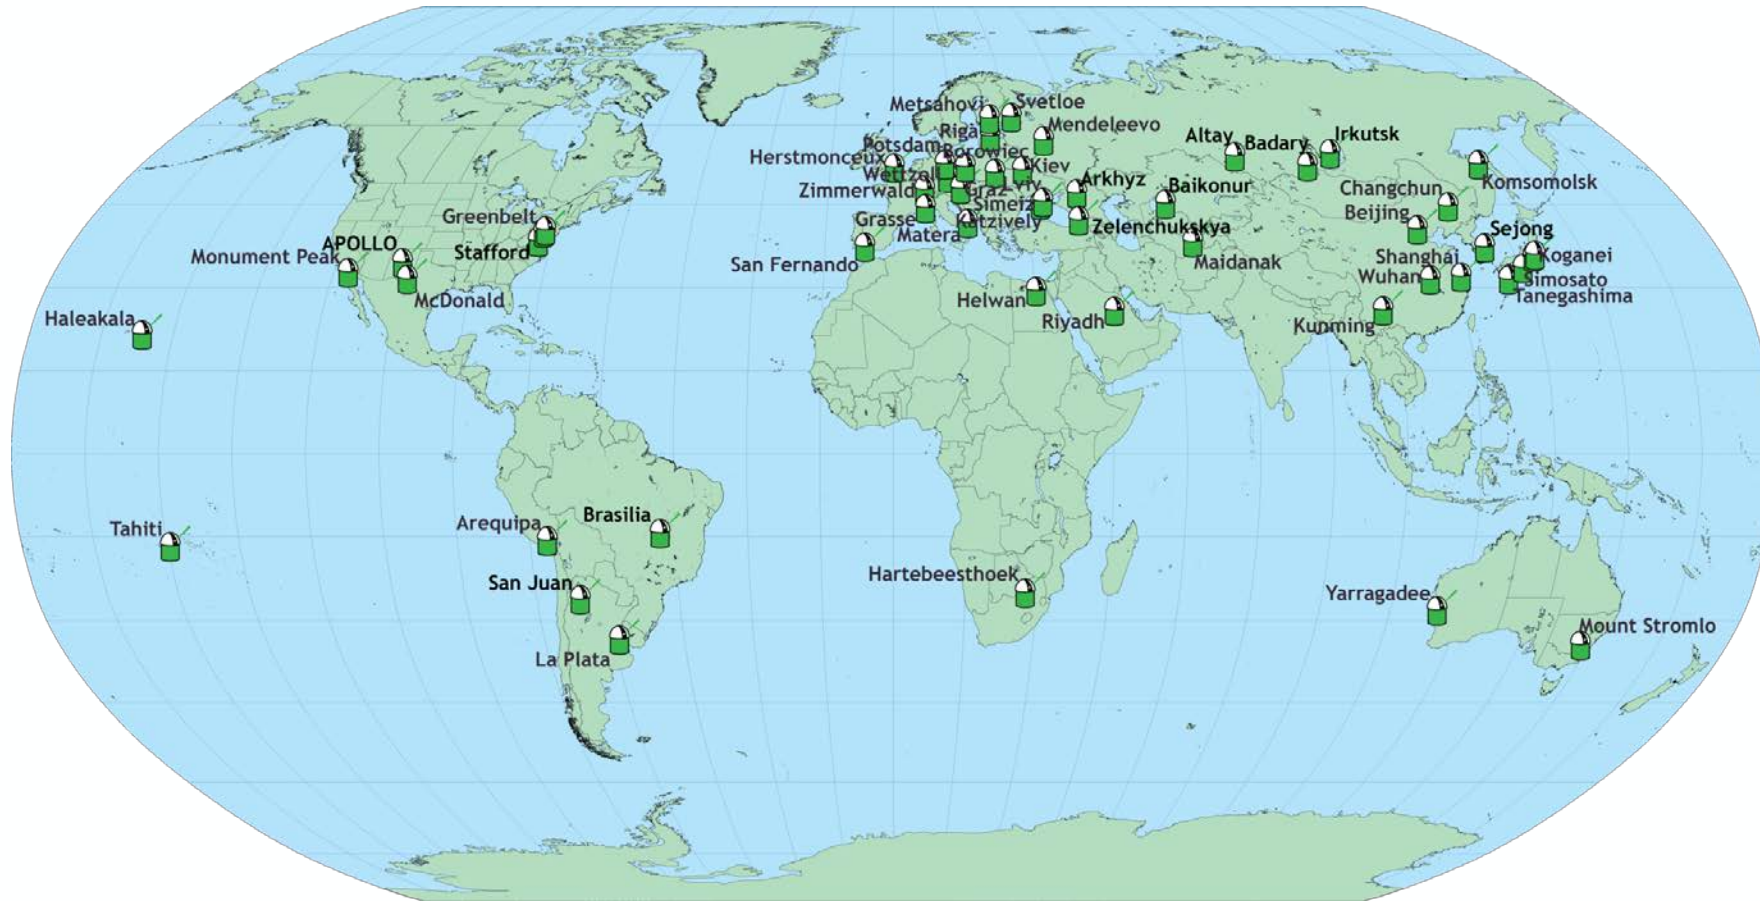 Metsahovi
Svetloe
Riga
Mendeleevo
Potsdam
Borowiec
Herstmonceux
Wettzell
Kiev
Lviv
Zimmerwald
Graz
Arkhyz
Altay
Badary
Irkutsk
Baikonur
Changchun
Komsomolsk
Beijing
Simeiz
Grasse
Katzively
Matera
Zelenchukskya
Sejong
Greenbelt
Stafford
APOLLO
Monument Peak
McDonald
San Fernando
Maidanak
Shanghai
Koganei
Wuhan
Simosato
Tanegashima
Helwan
Riyadh
Kunming
Haleakala
Tahiti
Arequipa
Brasilia
San Juan
La Plata
Hartebeesthoek
Yarragadee
Mount Stromlo